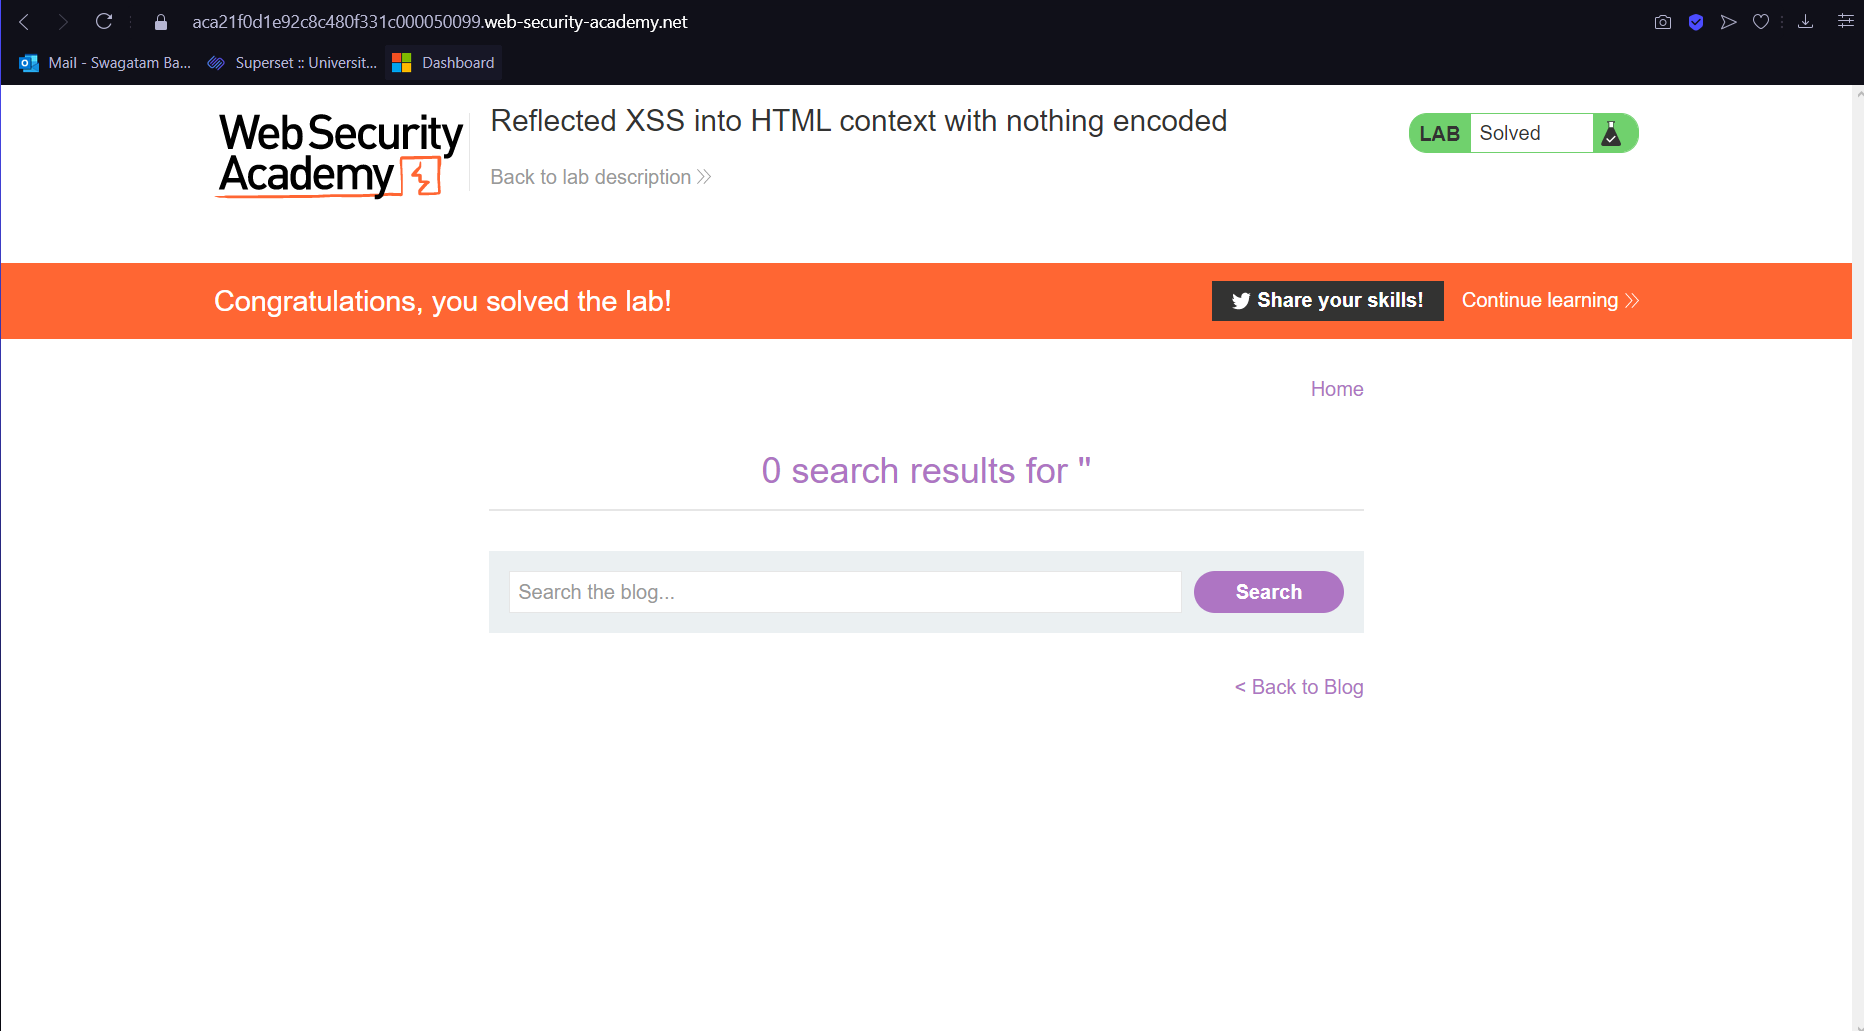 aca21f0d1e92c8c480f331c000050099.web-security-academy.net
Mail - Swagatam Ba... Superset :: Universit... Dashboard
Web Security
Academy
Reflected XSS into HTML context with nothing encoded
Back to lab description
LAB Solved
Congratulations, you solved the lab!
Share your skills! Continue learning
Home
0 search results for ''
Search the blog... Search
< Back to Blog